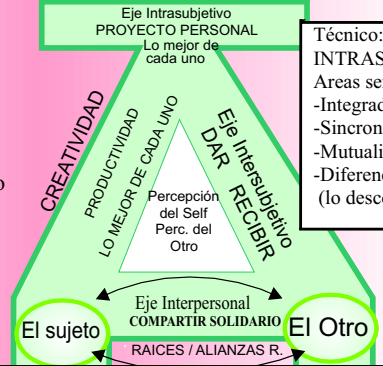 Eje Intrasubjetivo
PROYECTO PERSONAL
Lo mejor de
cada uno
Técnico:
INTRAS
Areas se
-Integrad
-Sincron
-Mutuali
-Diferenc
(lo desco
CREATIVIDAD
PRODUCTIVIDAD
LO MEJOR DE CADA UNO
Eje Intersubjetivo
DAR RECIBIR
o
Percepción
del Self
Perc. del
Otro
Eje Interpersonal
COMPARTIR SOLIDARIO
El sujeto
El Otro
RAICES / ALIANZAS R.